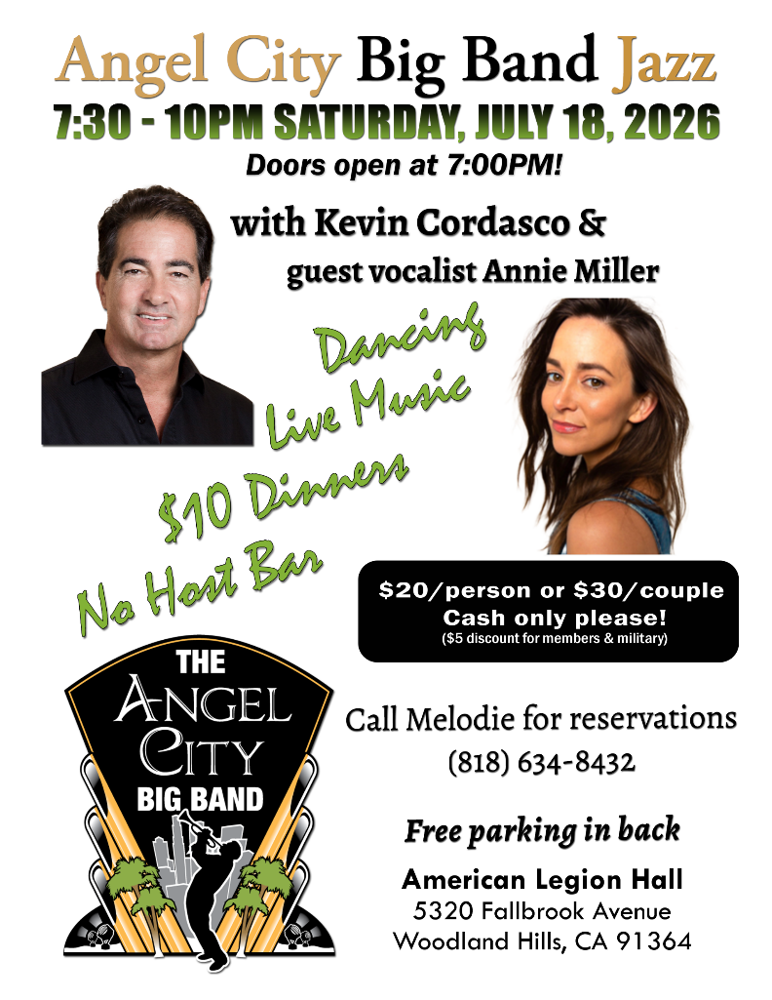 Angel City Big Band Jazz
7:30 - 10PM SATURDAY, JULY 18, 2026
Doors open at 7:00PM!
with Kevin Cordasco &
guest vocalist Annie Miller
Dancing
Live Music
$10 Dinners
No Host Bar
$20/person or $30/couple
Cash only please!
($5 discount for members & military)
THE
ANGEL
CITY
BIG BAND
Call Melodie for reservations
(818) 634-8432
Free parking in back
American Legion Hall
5320 Fallbrook Avenue
Woodland Hills, CA 91364